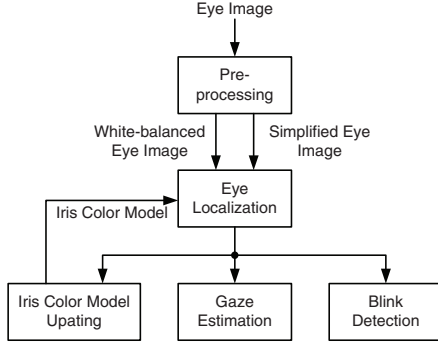 Eye Image
Pre-
processing
White-balanced
Eye Image
Simplified Eye
Image
Eye
Localization
Iris Color Model
Iris Color Model
Upating
Gaze
Estimation
Blink
Detection